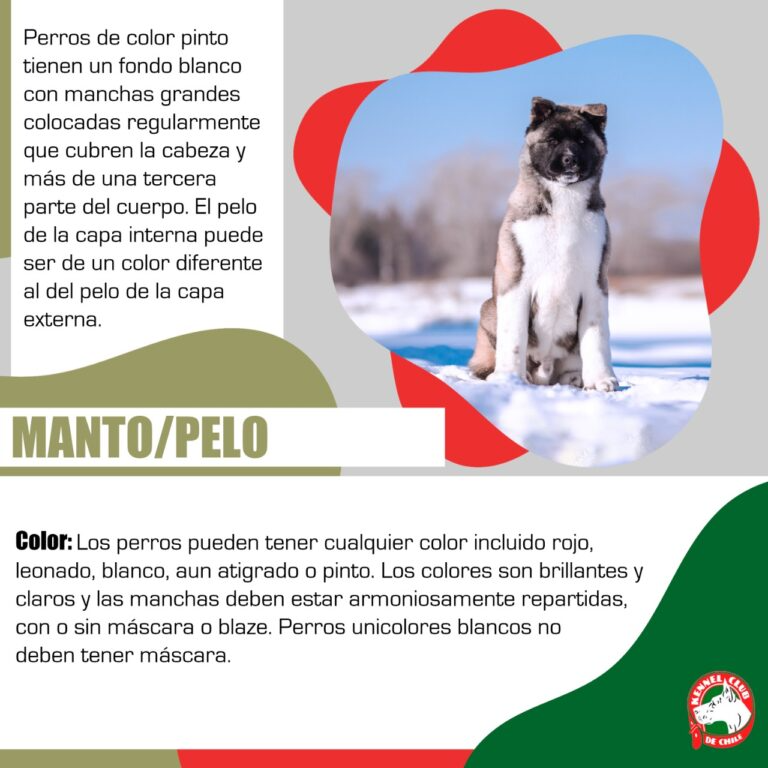 Perros de color pinto
tienen un fondo blanco
con manchas grandes
colocadas regularmente
que cubren la cabeza y
más de una tercera
parte del cuerpo. El pelo
de la capa interna puede
ser de un color diferente
al del pelo de la capa
externa.
MANTO/PELO
Color: Los perros pueden tener cualquier color incluido rojo,
leonado, blanco, aun atigrado o pinto. Los colores son brillantes y
claros y las manchas deben estar armoniosamente repartidas,
con o sin máscara o blaze. Perros unicolores blancos no
deben tener máscara.
KENNEL CLUB
DE CHILE